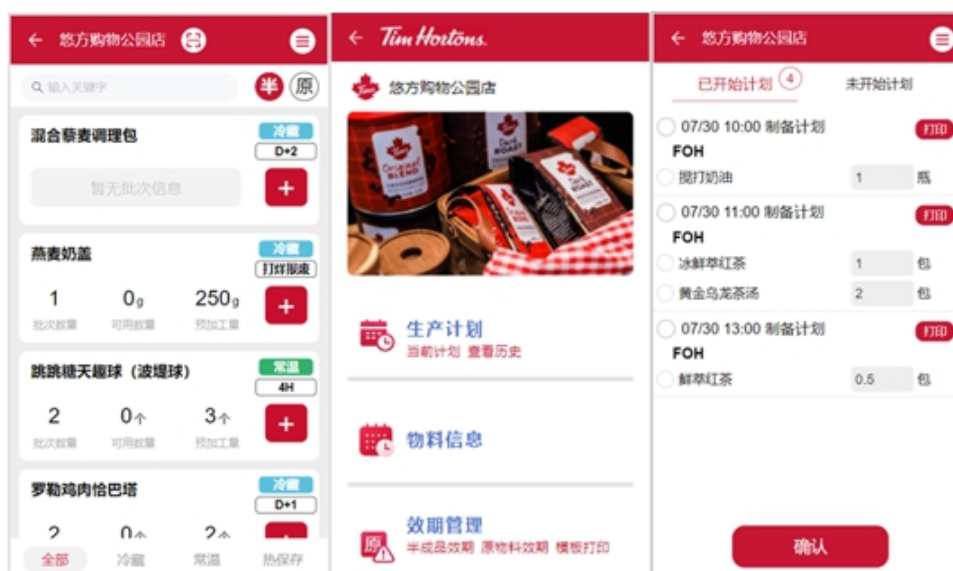 悠方购物公园店
输入关键字
半 原
混合藜麦调理包
冷藏
D+2
暂无批次信息
+
燕麦奶盖
冷藏
打烊报废
1 0g 250g
+
批次数量 可用数量 预加工量
跳跳糖天趣球（波堤球）
常温
4H
2 0个 3个
+
批次数量 可用数量 预加工量
罗勒鸡肉恰巴塔
冷藏
D+1
2 0个 2个
全部 冷藏 常温 热保存
Tim Hortons.
悠方购物公园店
Tims
Original
BLEND
Dark
ROAST
生产计划
当前计划 查看历史
物料信息
原
效期管理
半成品效期 原物料效期 模板打印
悠方购物公园店
已开始计划 4 未开始计划
07/30 10:00 制备计划 打印
FOH
搅打奶油 1 瓶
07/30 11:00 制备计划 打印
FOH
冰鲜萃红茶 1 包
黄金乌龙茶汤 2 包
07/30 13:00 制备计划 打印
FOH
鲜萃红茶 0.5 包
确认